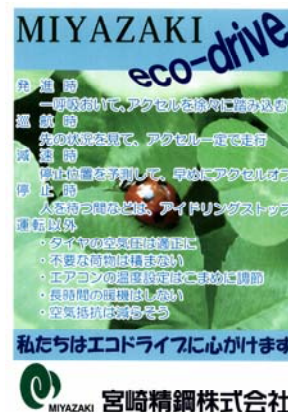 MIYAZAKI
eco-drive
発進時
一呼吸おいて、アクセルを徐々に踏み込む
巡航時
先の状況を見て、アクセル一定で走行
減速時
停止位置を予測して、早めにアクセルオフ
停止時
人を待つ間などは、アイドリングストップ
運転以外
・タイヤの空気圧は適正に
・不要な荷物は積まない
・エアコンの温度設定はこまめに調節
・長時間の暖機はしない
・空気抵抗は減らそう
私たちはエコドライブに心がけます
MIYAZAKI 宮崎精鋼株式会社